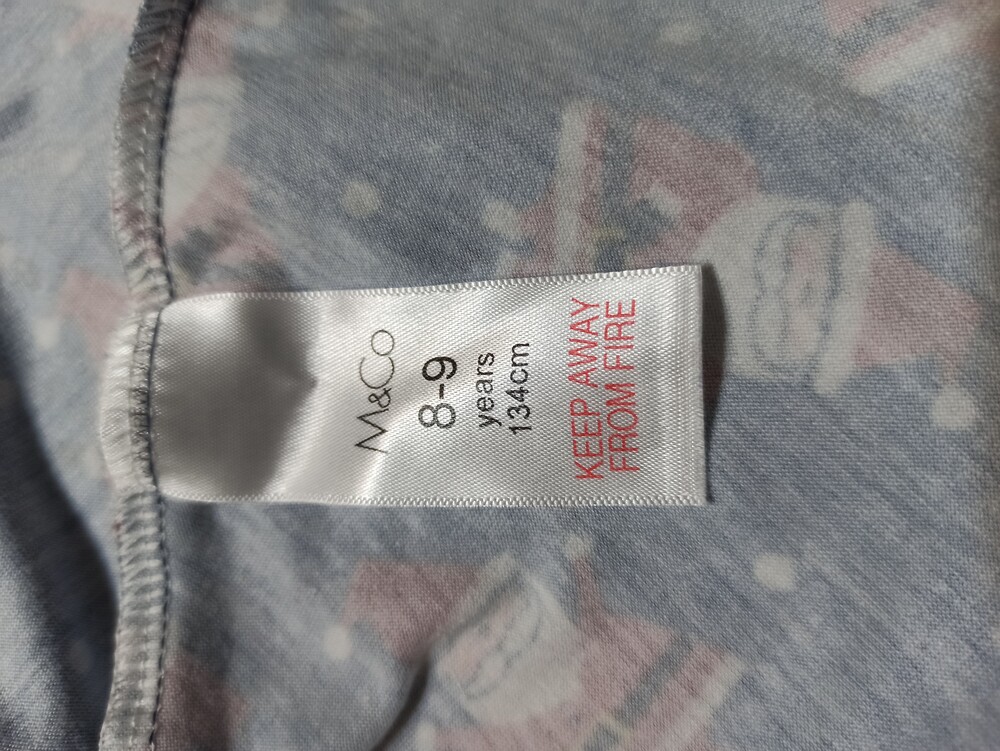 M&Co
8-9
years
134cm
KEEP AWAY
FROM FIRE